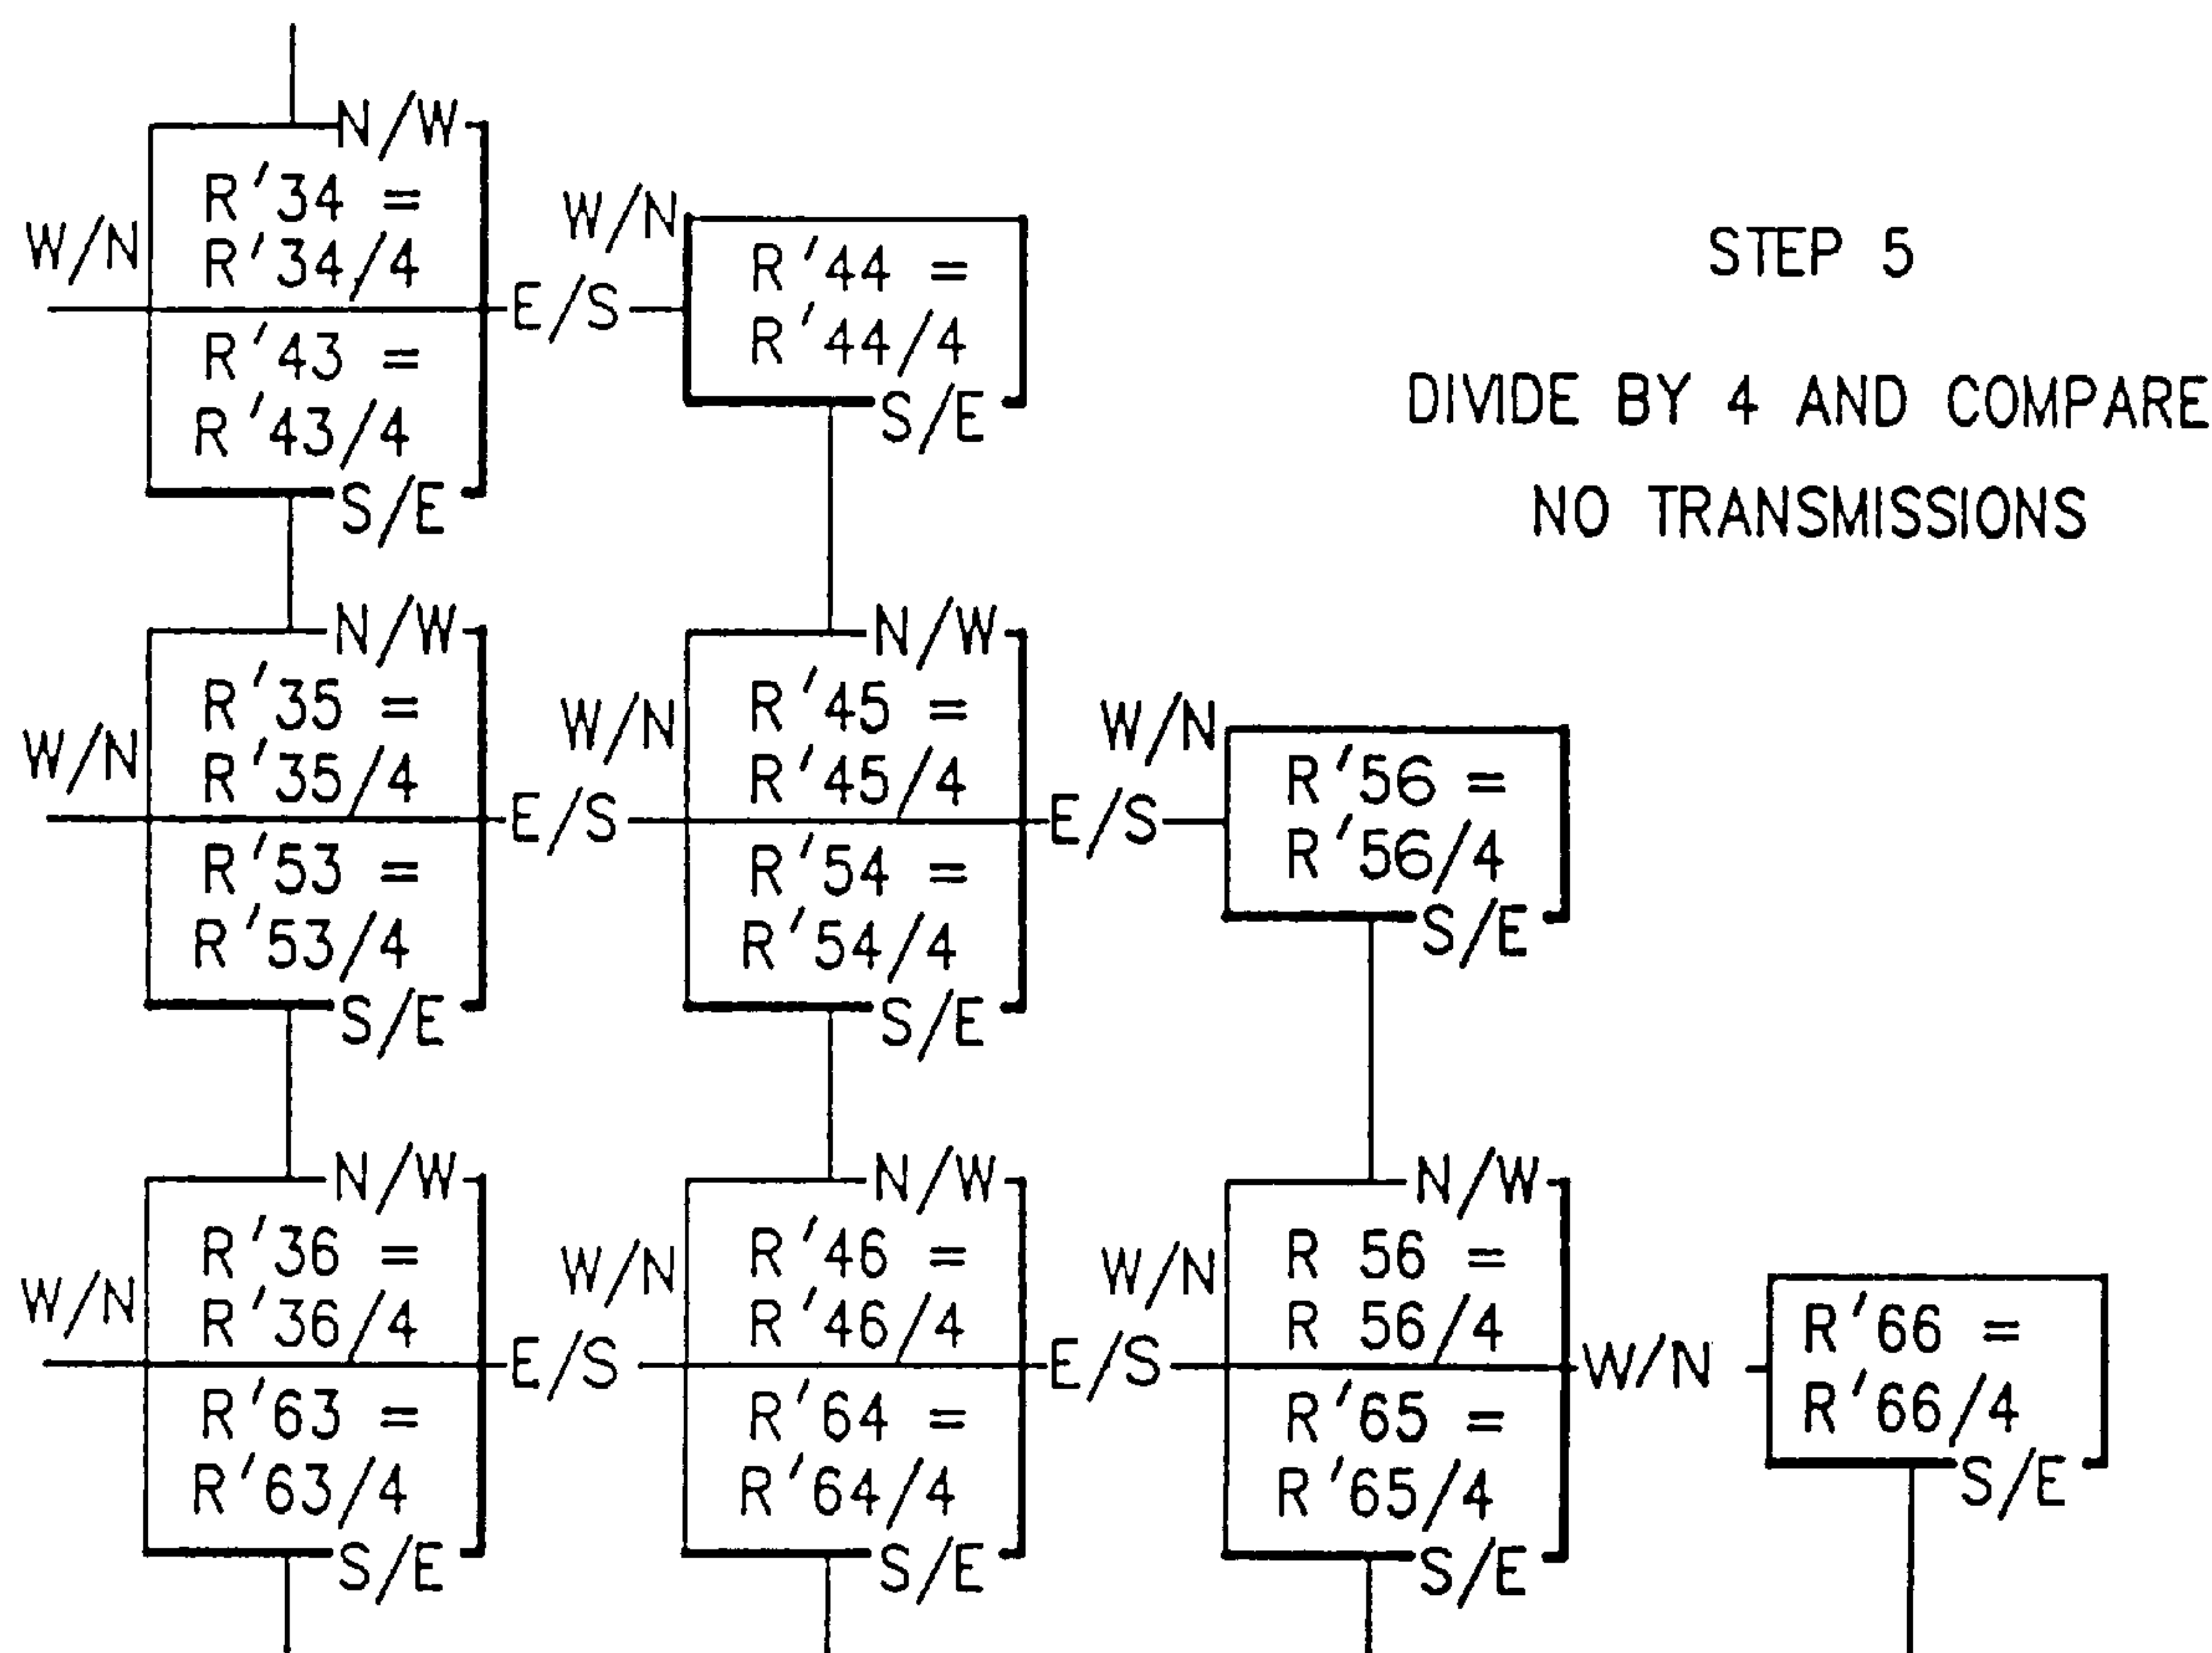 N/W
R'34 =
R'34/4
W/N
R'43 =
R'43/4
S/E
E/S
W/N
R'44 =
R'44/4
S/E
STEP 5
DIVIDE BY 4 AND COMPARE
NO TRANSMISSIONS
N/W
R'35 =
R'35/4
W/N
R'53 =
R'53/4
S/E
E/S
N/W
W/N
R'45 =
R'45/4
R'54 =
R'54/4
S/E
E/S
W/N
R'56 =
R'56/4
S/E
N/W
R'36 =
R'36/4
W/N
R'63 =
R'63/4
S/E
E/S
N/W
W/N
R'46 =
R'46/4
R'64 =
R'64/4
S/E
E/S
N/W
W/N
R 56 =
R 56/4
R'65 =
R'65/4
S/E
W/N
R'66 =
R'66/4
S/E